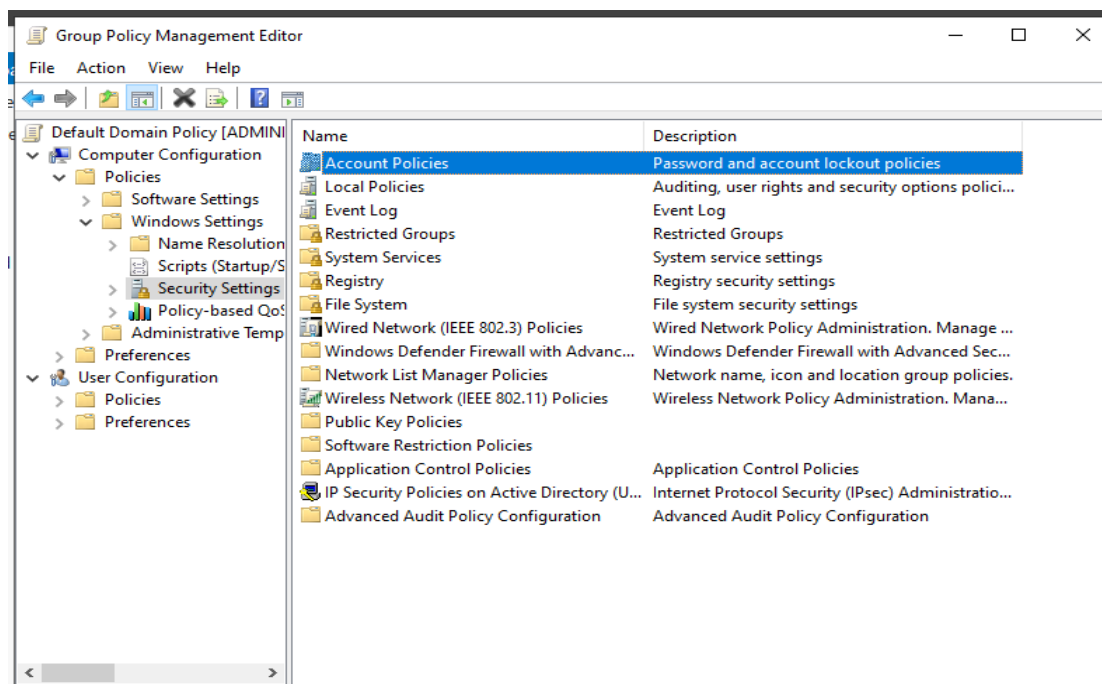 Group Policy Management Editor
File Action View Help
Default Domain Policy [ADMINI
Computer Configuration
Policies
Software Settings
Windows Settings
Name Resolution
Scripts (Startup/S
Security Settings
Policy-based QoS
Administrative Temp
Preferences
User Configuration
Policies
Preferences
Name Description
Account Policies Password and account lockout policies
Local Policies Auditing, user rights and security options polici...
Event Log Event Log
Restricted Groups Restricted Groups
System Services System service settings
Registry Registry security settings
File System File system security settings
Wired Network (IEEE 802.3) Policies Wired Network Policy Administration. Manage ...
Windows Defender Firewall with Advanc... Windows Defender Firewall with Advanced Sec...
Network List Manager Policies Network name, icon and location group policies.
Wireless Network (IEEE 802.11) Policies Wireless Network Policy Administration. Mana...
Public Key Policies
Software Restriction Policies
Application Control Policies Application Control Policies
IP Security Policies on Active Directory (U... Internet Protocol Security (IPsec) Administratio...
Advanced Audit Policy Configuration Advanced Audit Policy Configuration